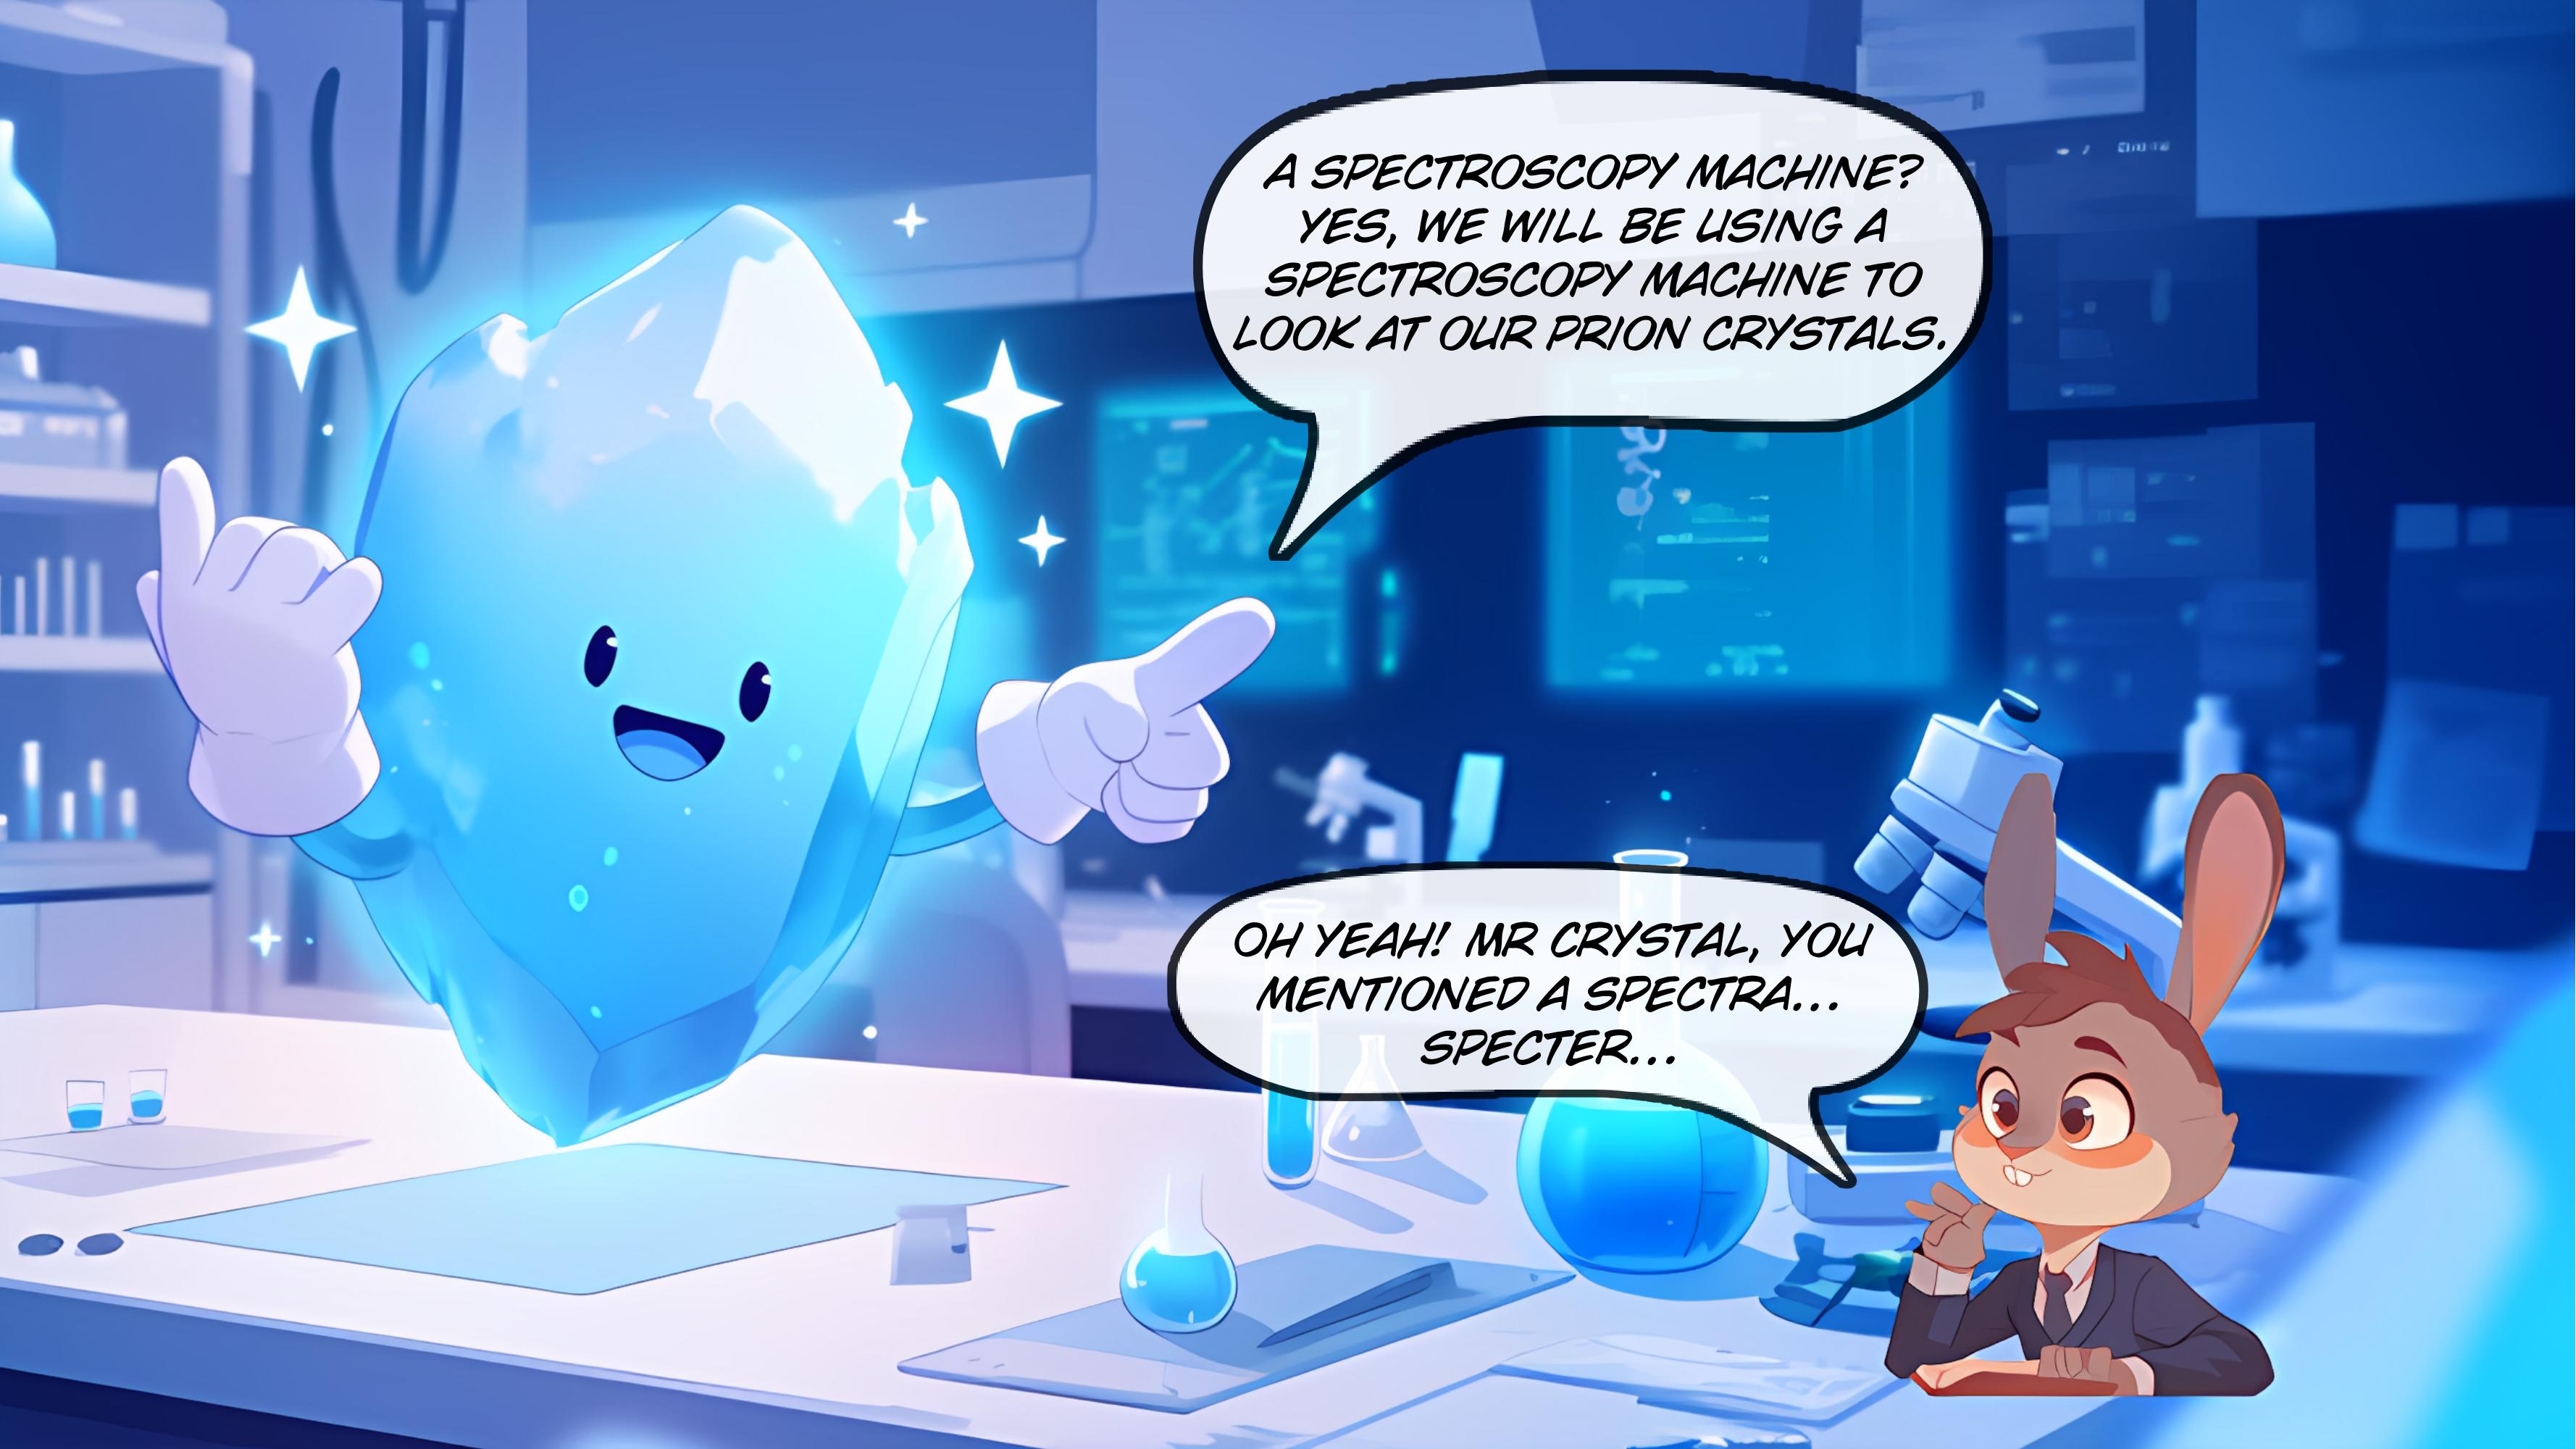 A SPECTROSCOPY MACHINE?
YES, WE WILL BE USING A
SPECTROSCOPY MACHINE TO
LOOK AT OUR PRION CRYSTALS.
OH YEAH! MR CRYSTAL, YOU
MENTIONED A SPECTRA...
SPECTER...